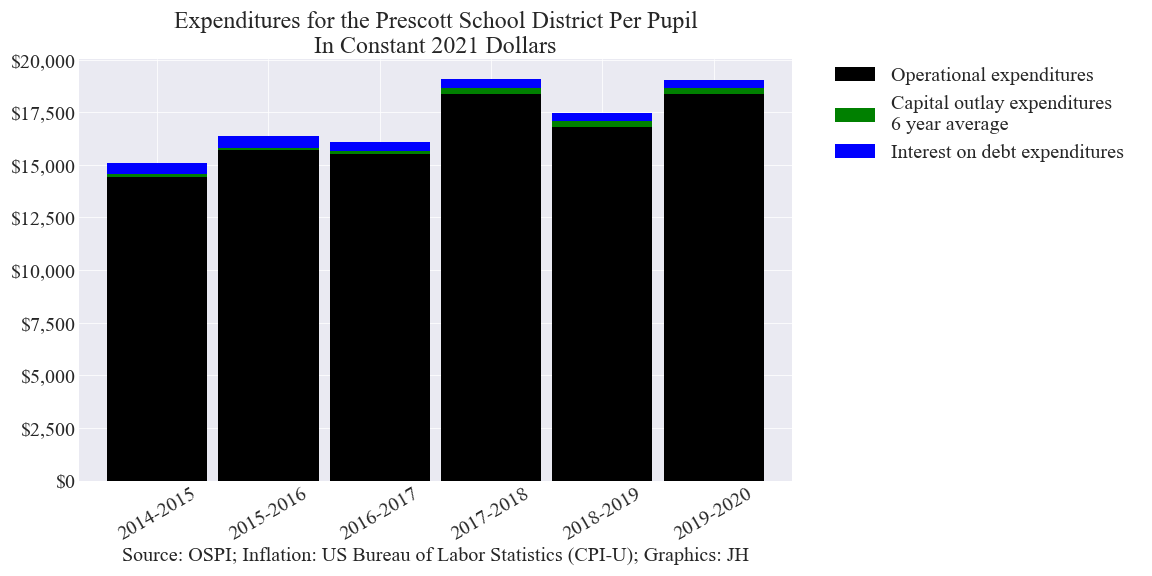 Expenditures for the Prescott School District Per Pupil
In Constant 2021 Dollars
$20,000
$17,500
$15,000
$12,500
$10,000
$7,500
$5,000
$2,500
$0
2014-2015
2015-2016
2016-2017
2017-2018
2018-2019
2019-2020
Source: OSPI; Inflation: US Bureau of Labor Statistics (CPI-U); Graphics: JH
Operational expenditures
Capital outlay expenditures
6 year average
Interest on debt expenditures